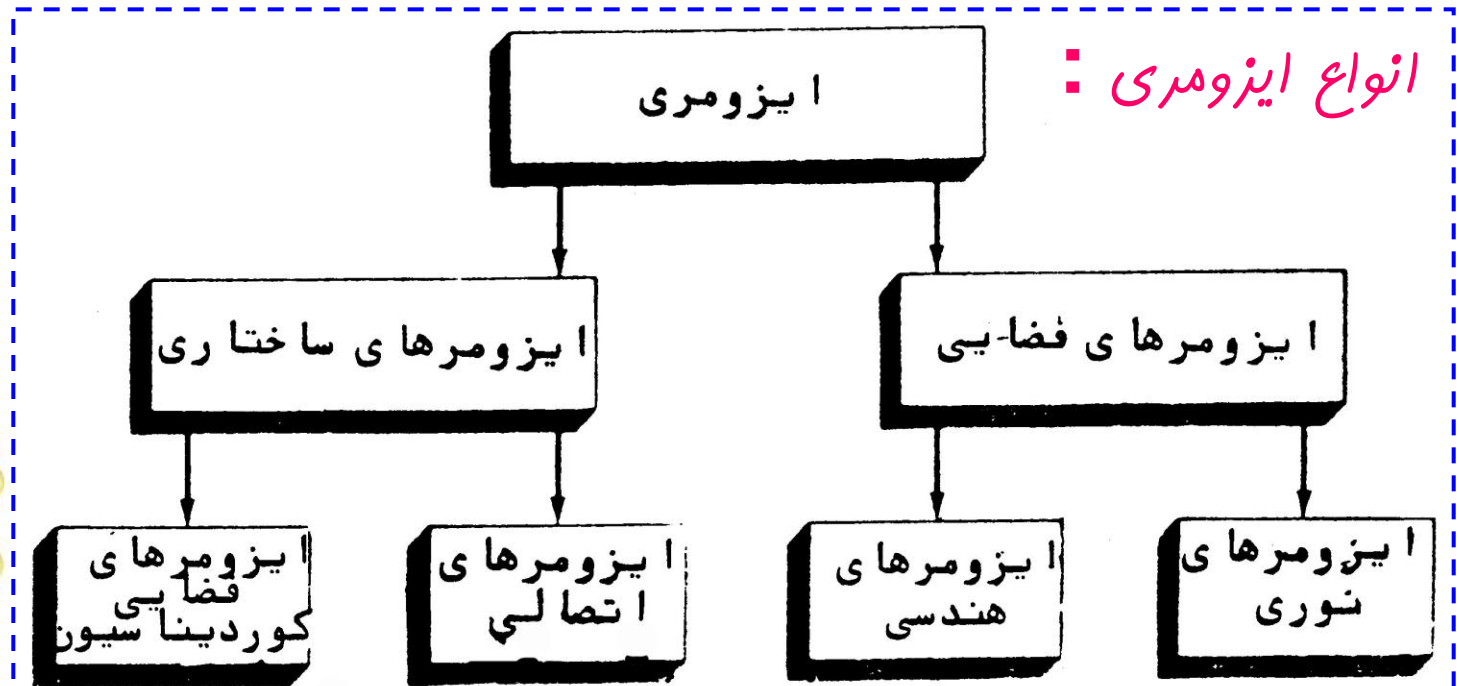 انواع ایزومری :
ایزومری
ایزومرهای فضایی
ایزومرهای ساختاری
ایزومرهای
نوری
ایزومرهای
هندسی
ایزومرهای
اتصالی
ایزومرهای
فضایی
کوردیناسیون